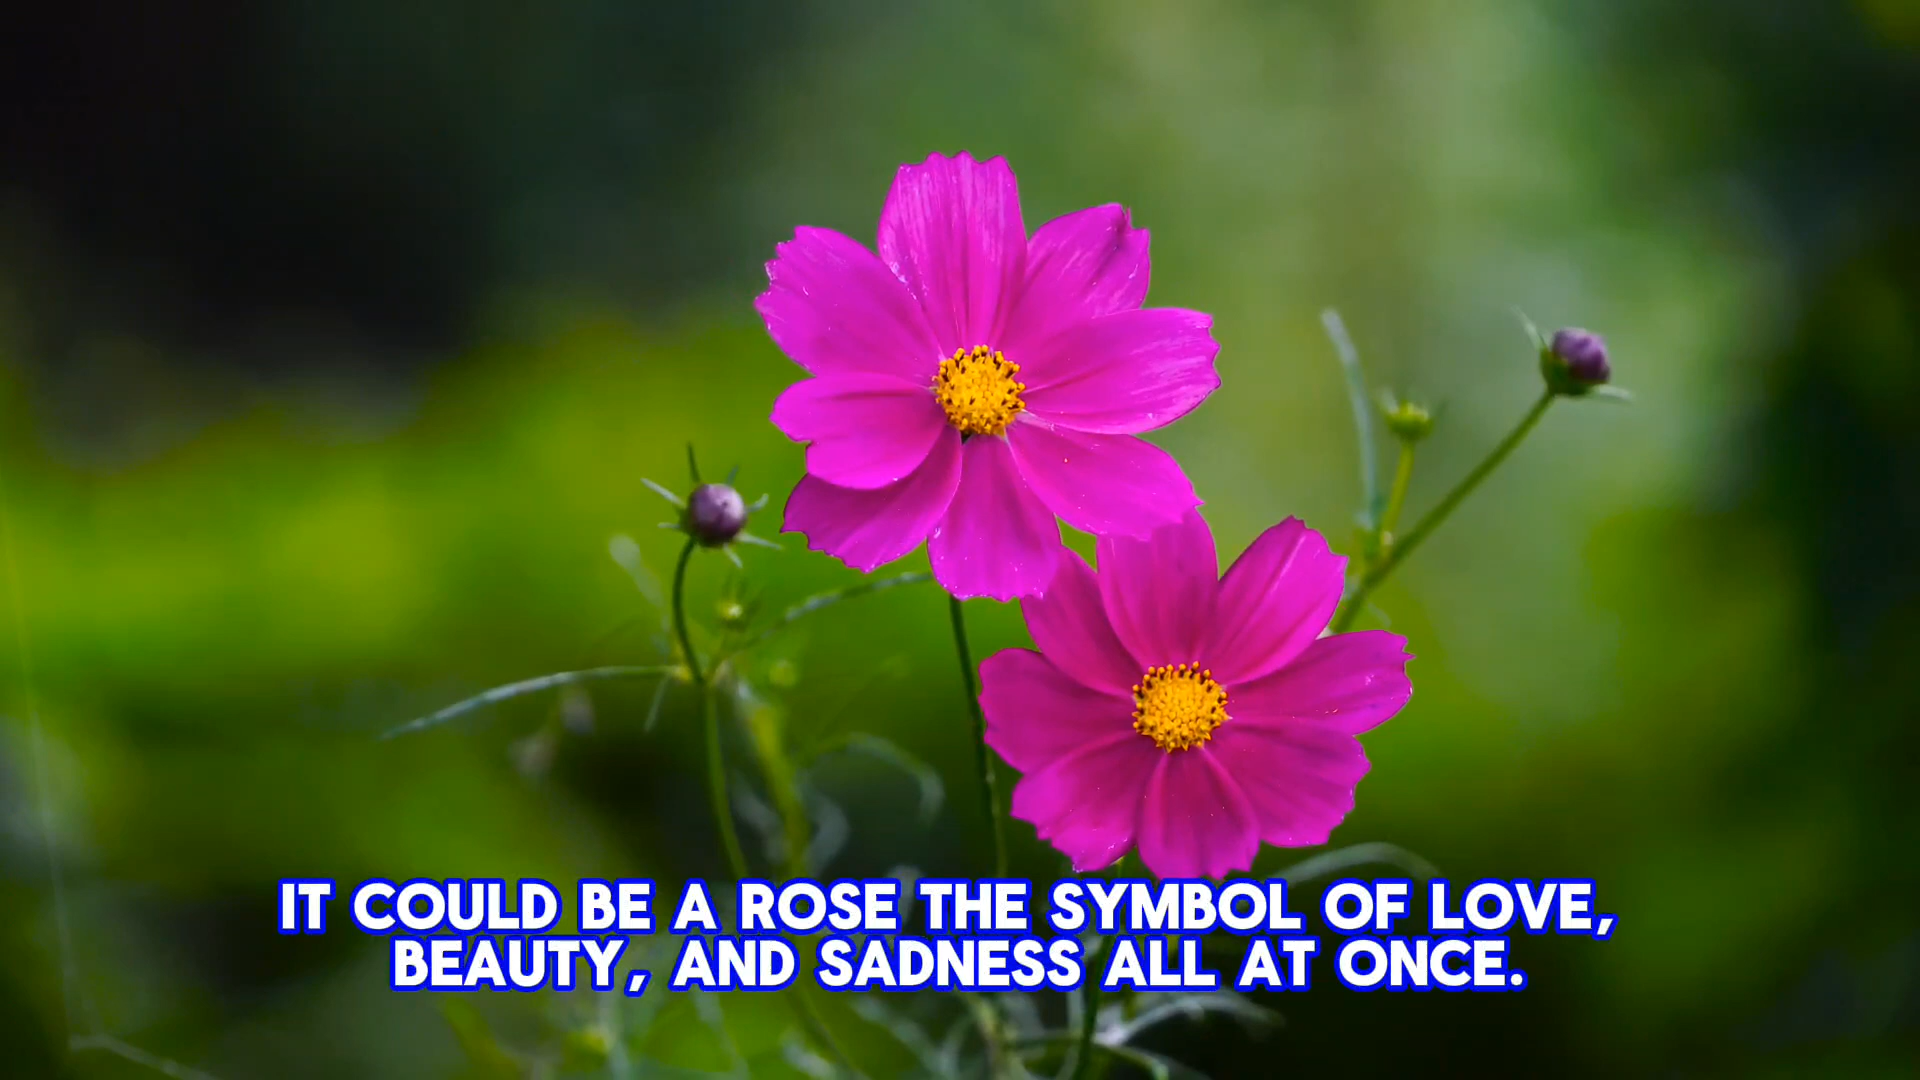 IT COULD BE A ROSE THE SYMBOL OF LOVE,
BEAUTY, AND SADNESS ALL AT ONCE.